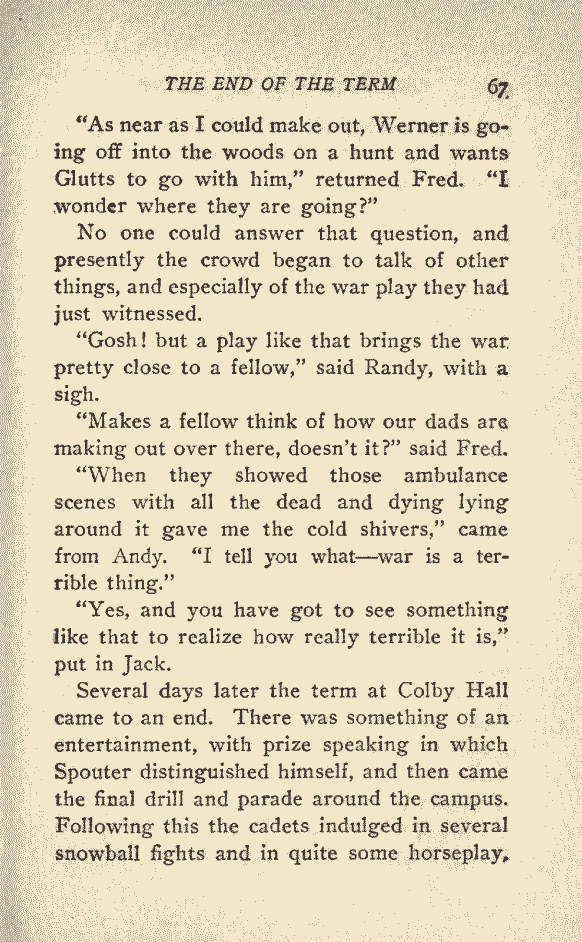 THE END OF THE TERM 67
“As near as I could make out, Werner is go-
ing off into the woods on a hunt and wants
Glutts to go with him,” returned Fred. “I
wonder where they are going?”
No one could answer that question, and
presently the crowd began to talk of other
things, and especially of the war play they had
just witnessed.
“Gosh! but a play like that brings the war
pretty close to a fellow,” said Randy, with a
sigh.
“Makes a fellow think of how our dads are
making out over there, doesn’t it?” said Fred.
“When they showed those ambulance
scenes with all the dead and dying lying
around it gave me the cold shivers,” came
from Andy. “I tell you what—war is a ter-
rible thing.”
“Yes, and you have got to see something
like that to realize how really terrible it is,”
put in Jack.
Several days later the term at Colby Hall
came to an end. There was something of an
entertainment, with prize speaking in which
Spouter distinguished himself, and then came
the final drill and parade around the campus.
Following this the cadets indulged in several
snowball fights and in quite some horseplay,